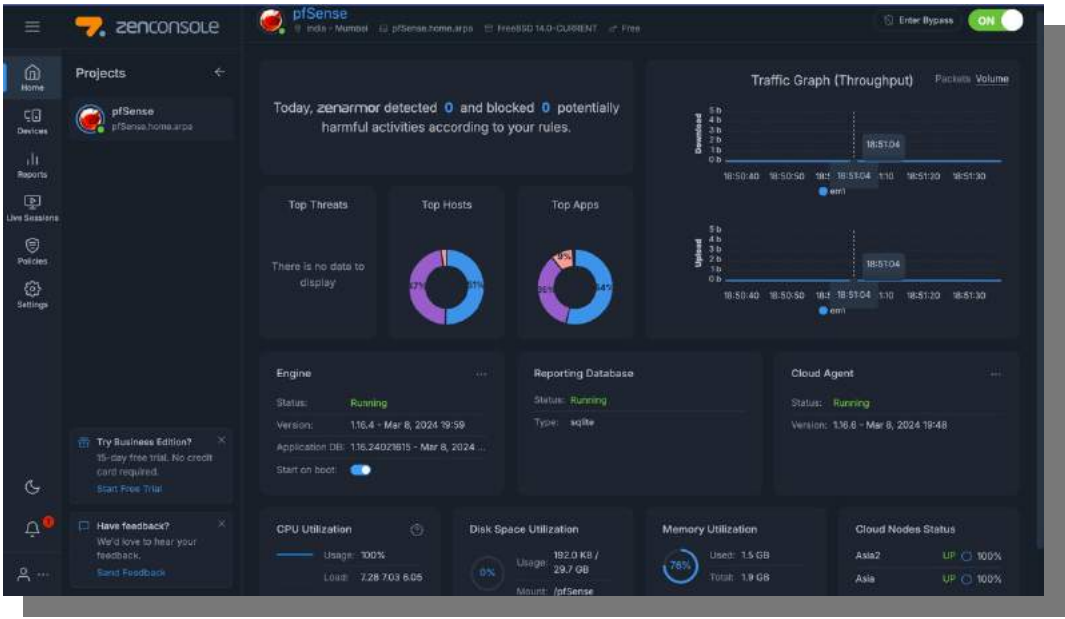 zenconsole
pfSense
India - Mumbai pfSense.home.arpa FreeBSD 14.0-CURRENT Free
Enter Bypass
ON
Home
Devices
Reports
Live Sessions
Policies
Settings
Projects
pfSense
pfSense.home.arpa
Today, zenarmor detected 0 and blocked 0 potentially
harmful activities according to your rules.
Traffic Graph (Throughput) Packets Volume
Download
5 b
4 b
3 b
2 b
1 b
0 b
18:51:04
18:50:40 18:50:50 18:51:04 18:51:20 18:51:30
em1
Upload
5 b
4 b
3 b
2 b
1 b
0 b
18:51:04
18:50:40 18:50:50 18:51:04 18:51:20 18:51:30
em1
Top Threats
There is no data to
display
Top Hosts
47% 51%
Top Apps
9%
54%
Engine ...
Status: Running
Version: 1.16.4 - Mar 8, 2024 19:59
Application DB: 1.16.24021615 - Mar 8, 2024 ...
Start on boot:
Reporting Database
Status: Running
Type: sqlite
Cloud Agent ...
Status: Running
Version: 1.16.6 - Mar 8, 2024 19:48
Try Business Edition?
15-day free trial. No credit
card required.
Start Free Trial
Have feedback?
We'd love to hear your
feedback.
Send Feedback
CPU Utilization
Usage: 100%
Load: 7.28 7.03 6.05
Disk Space Utilization
0%
Usage: 192.0 KB /
29.7 GB
Mount: /pfSense
Memory Utilization
76%
Used: 1.5 GB
Total: 1.9 GB
Cloud Nodes Status
Asia2 UP 100%
Asia UP 100%